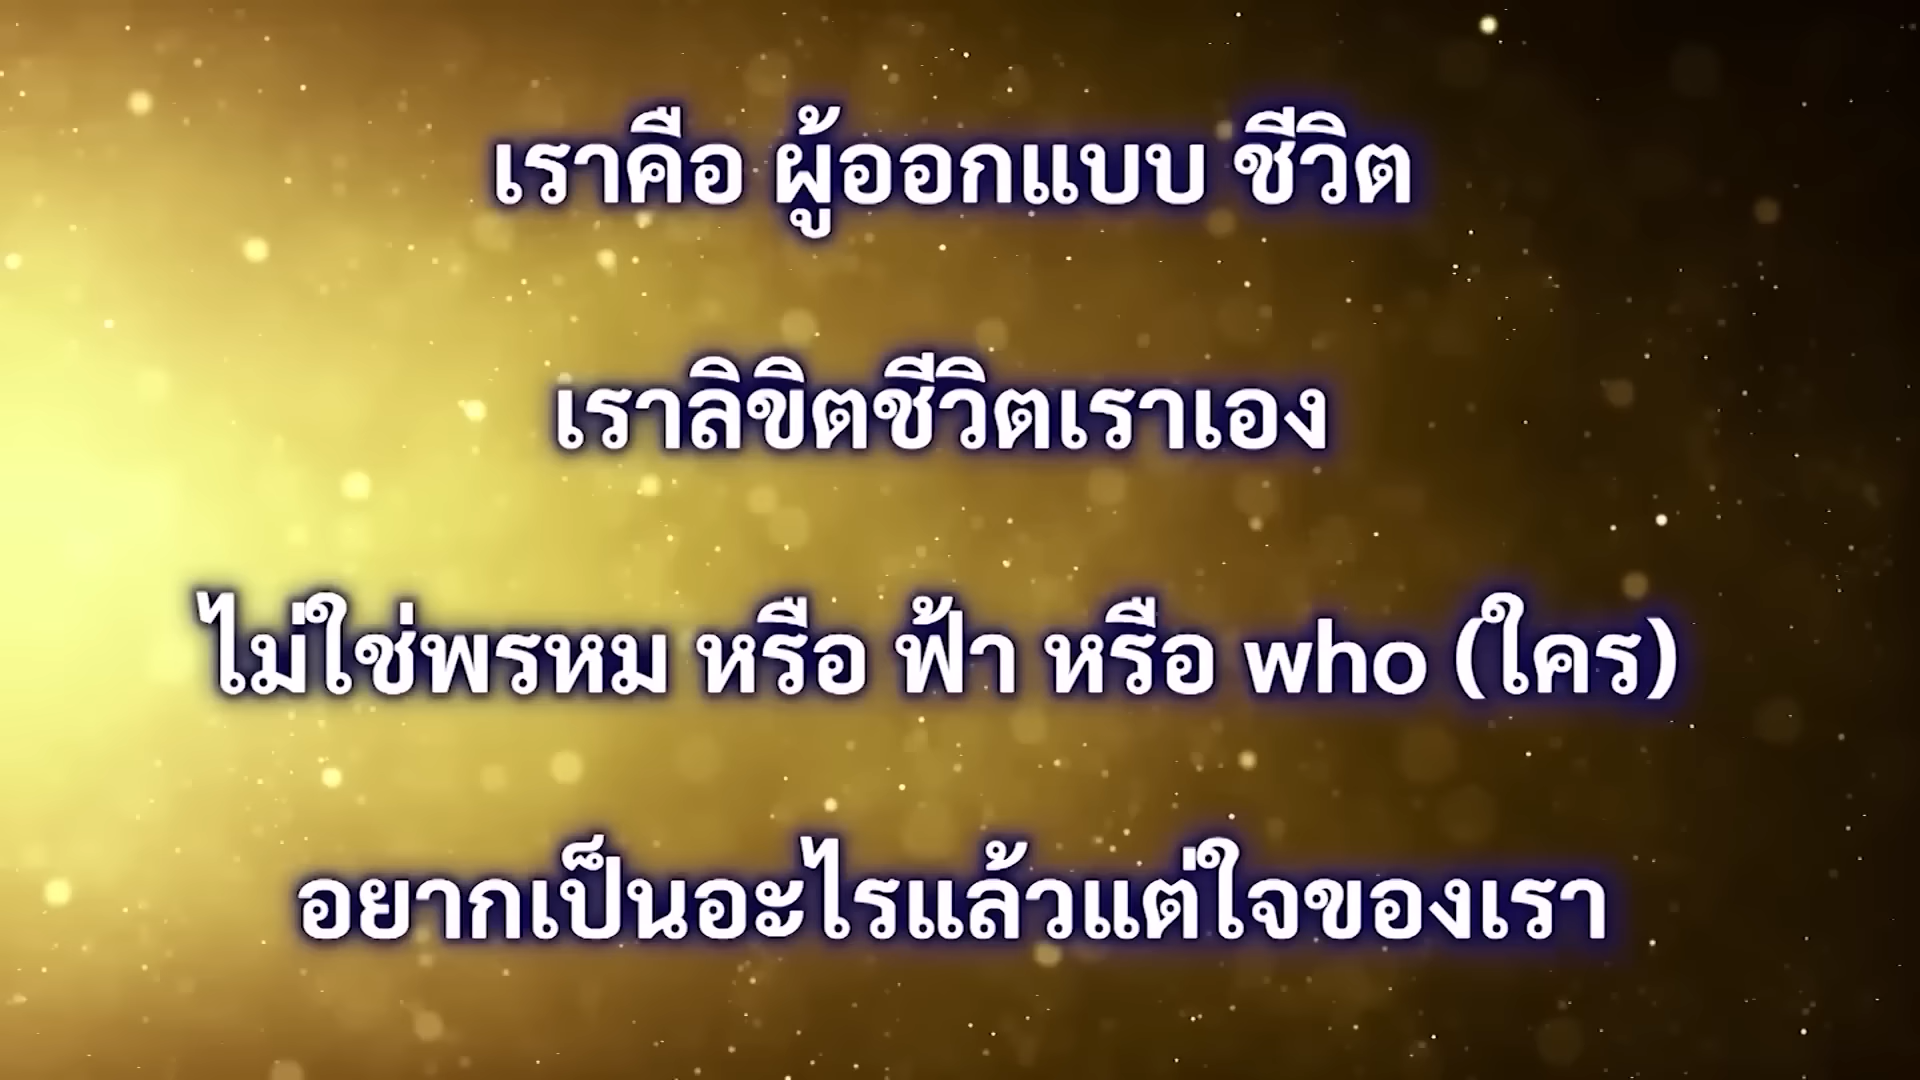 เราคือ ผู้ออกแบบ ชีวิต
เราลิขิตชีวิตเราเอง
ไม่ใช่พรหม หรือ ฟ้า หรือ who (ใคร)
อยากเป็นอะไรแล้วแต่ใจของเรา